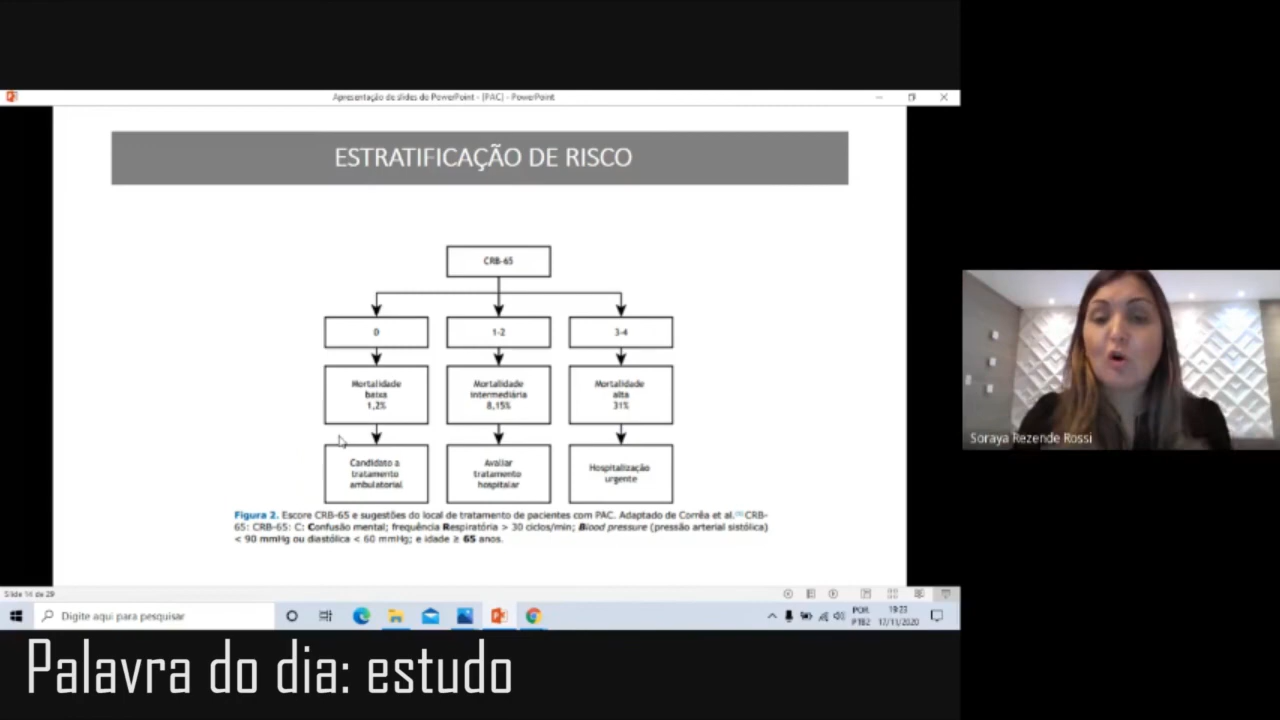 Apresentação de slides do PowerPoint - [PAC] - PowerPoint
ESTRATIFICAÇÃO DE RISCO
CRB-65
0
1-2
3-4
Mortalidade
baixa
1,2%
Mortalidade
intermediária
8,15%
Mortalidade
alta
31%
Candidato a
tratamento
ambulatorial
Avaliar
tratamento
hospitalar
Hospitalização
urgente
Figura 2. Escore CRB-65 e sugestões do local de tratamento de pacientes com PAC. Adaptado de Corrêa et al. CRB-
65: CRB-65: C: Confusão mental; frequência Respiratória > 30 ciclos/min; Blood pressure (pressão arterial sistólica)
< 90 mmHg ou diastólica < 60 mmHg; e idade ≥ 65 anos.
Soraya Rezende Rossi
Slide 14 de 29
Digite aqui para pesquisar
POR
PTB2
19:23
17/11/2020
Palavra do dia: estudo